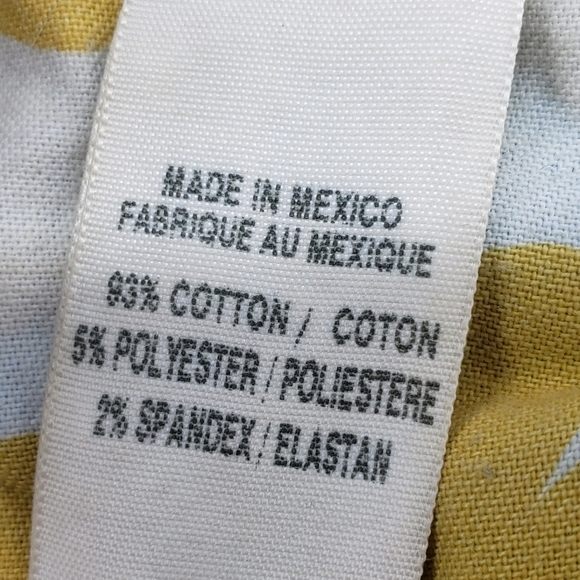 MADE IN MEXICO
FABRIQUE AU MEXIQUE
93% COTTON / COTON
5% POLYESTER / POLIESTERE
2% SPANDEX / ELASTAN